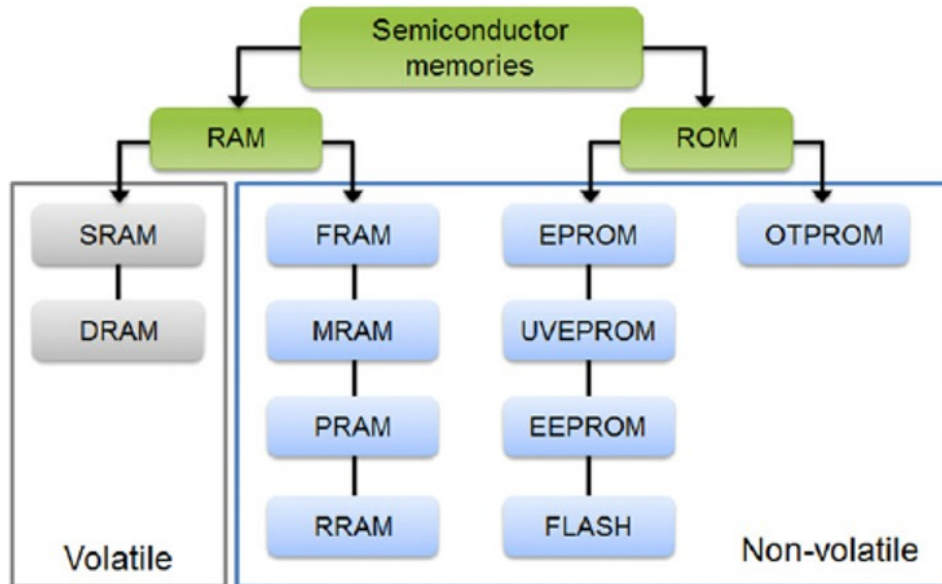 Semiconductor
memories
RAM
ROM
SRAM
FRAM
EPROM
OTPROM
DRAM
MRAM
UVEPROM
PRAM
EEPROM
RRAM
FLASH
Volatile
Non-volatile